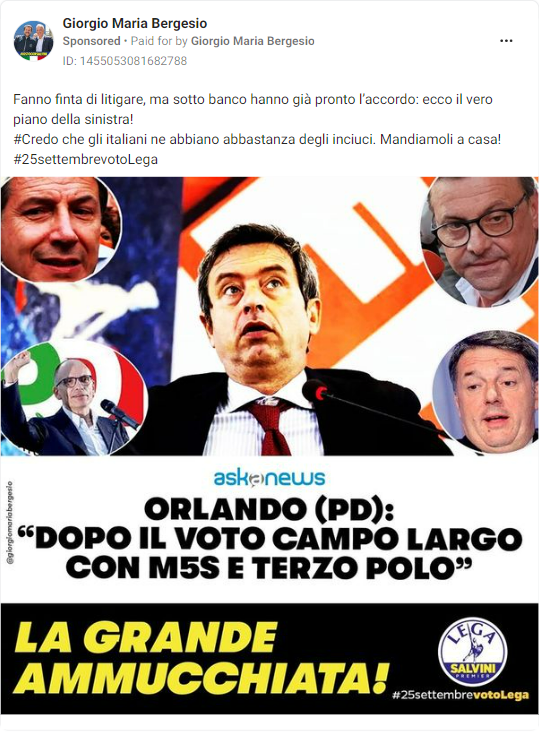 Giorgio Maria Bergesio
Sponsored • Paid for by Giorgio Maria Bergesio
ID: 1455053081682788
Fanno finta di litigare, ma sotto banco hanno già pronto l'accordo: ecco il vero
piano della sinistra!
#Credo che gli italiani ne abbiano abbastanza degli inciuci. Mandiamoli a casa!
#25settembrevotoLega
@giorgiomariabergesio
askanews
ORLANDO (PD):
“DOPO IL VOTO CAMPO LARGO
CON M5S E TERZO POLO”
LA GRANDE
AMMUCCHIATA!
LEGA
SALVINI
PREMIER
#25settembrevotoLega